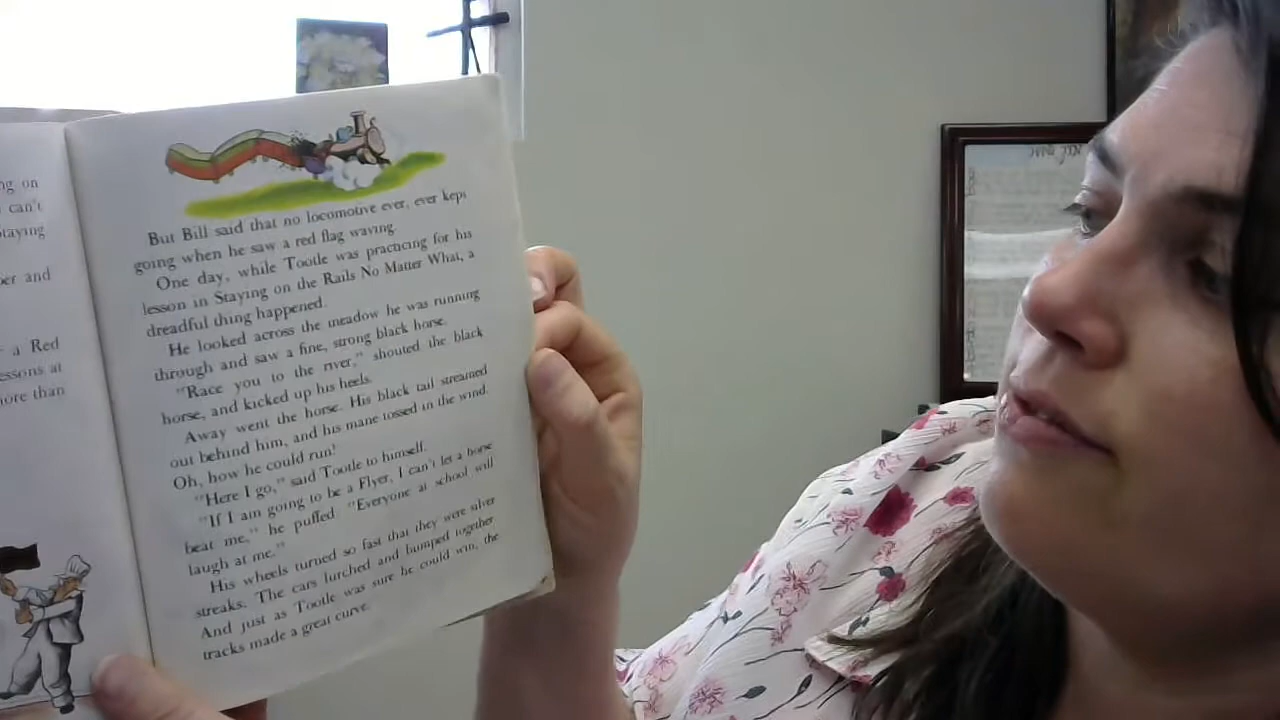 ng on
can't
taying
er and
a Red
essons at
ore than
But Bill said that no locomotive ever, ever keps
going when he saw a red flag waving.
One day, while Tootle was practicing for his
lesson in Staying on the Rails No Matter What, a
dreadful thing happened.
He looked across the meadow he was running
through and saw a fine, strong black horse.
"Race you to the river," shouted the black
horse, and kicked up his heels.
Away went the horse. His black tail streamed
out behind him, and his mane tossed in the wind.
Oh, how he could run!
"Here I go," said Tootle to himself.
"If I am going to be a Flyer, I can't let a horse
beat me," he puffed. "Everyone at school will
laugh at me."
His wheels turned so fast that they were silver
streaks. The cars lurched and bumped together.
And just as Tootle was sure he could win, the
tracks made a great curve.